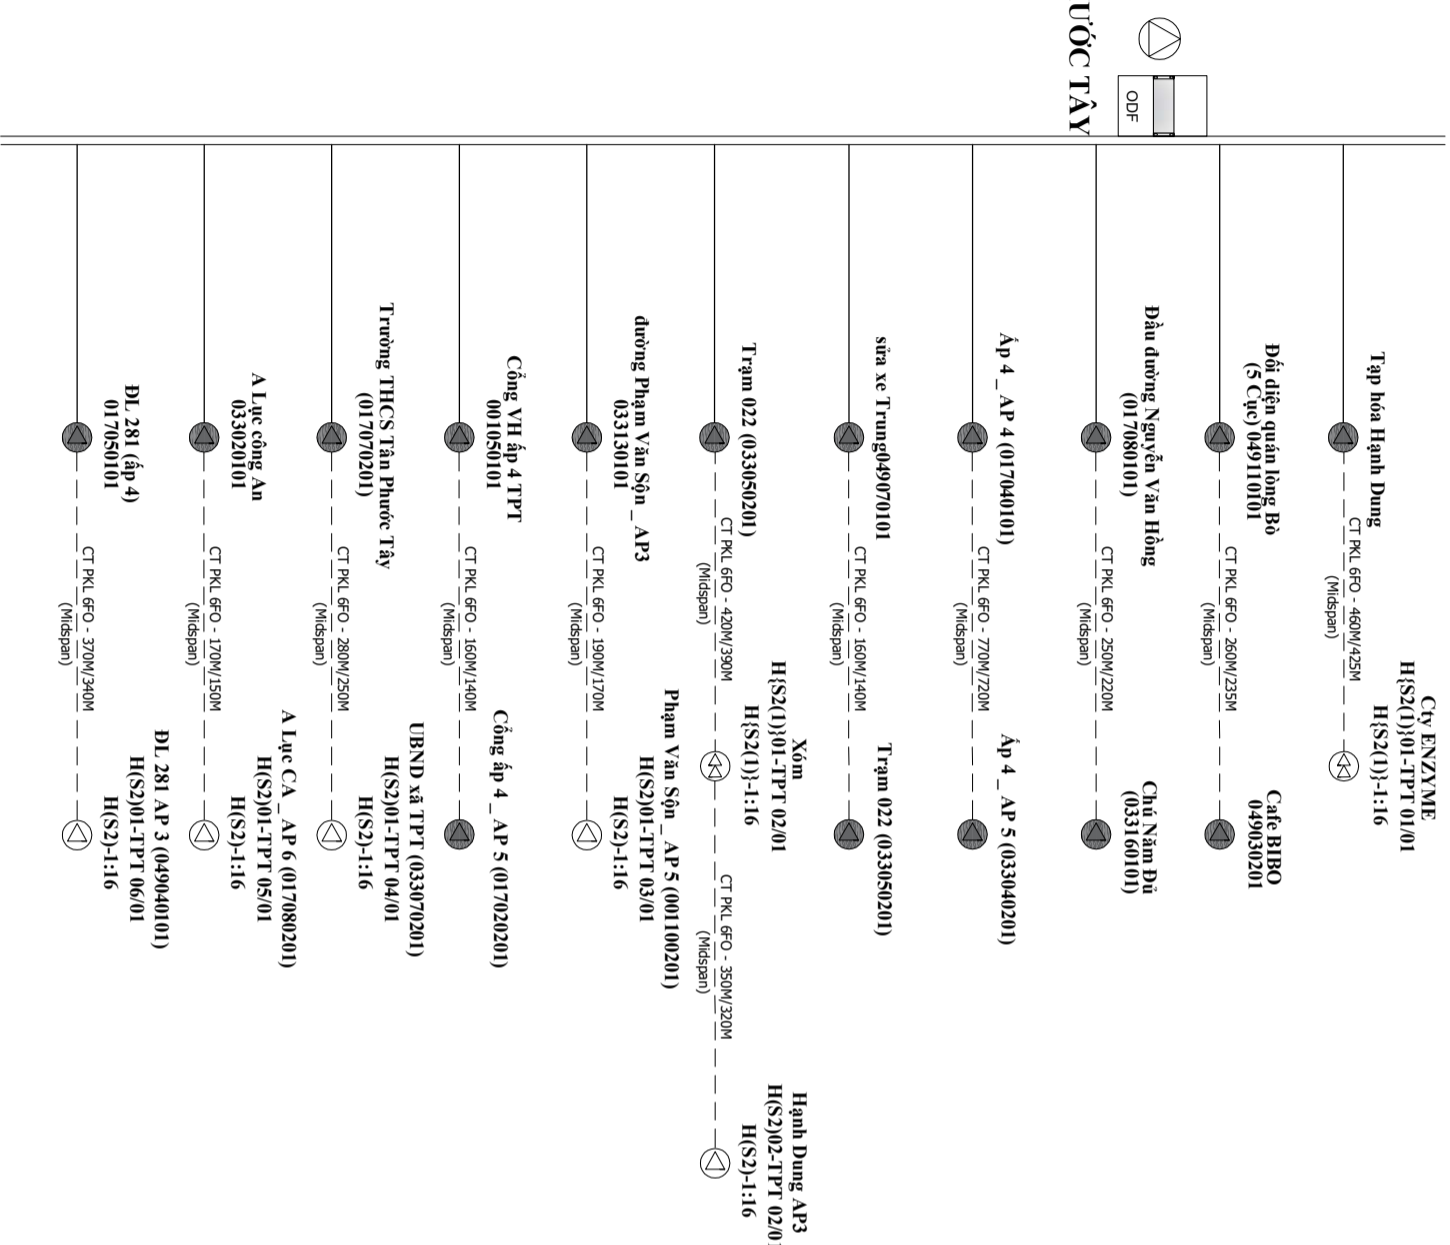 ƯỚC TÂY
ODF
Tạp hóa Hạnh Dung
CT PKL 6FO - 460M/425M
(Midspan)
Cty ENZYME
H{S2(1)}01-TPT 01/01
H{S2(1)}-1:16
Đối diện quán lòng Bò
(5 Cục) 049110101
CT PKL 6FO - 260M/235M
(Midspan)
Cafe BIBO
049030201
Đầu đường Nguyễn Văn Hồng
(017080101)
CT PKL 6FO - 250M/220M
(Midspan)
Chú Năm Đủ
(033160101)
Ấp 4 _ AP 4 (017040101)
CT PKL 6FO - 770M/720M
(Midspan)
Ấp 4 _ AP 5 (033040201)
sửa xe Trung049070101
CT PKL 6FO - 160M/140M
(Midspan)
Trạm 022 (033050201)
Trạm 022 (033050201)
CT PKL 6FO - 420M/390M
(Midspan)
Xóm
H{S2(1)}01-TPT 02/01
H{S2(1)}-1:16
CT PKL 6FO - 350M/320M
(Midspan)
Hạnh Dung AP3
H(S2)02-TPT 02/01
H(S2)-1:16
đường Phạm Văn Sộn _ AP3
033130101
CT PKL 6FO - 190M/170M
(Midspan)
Phạm Văn Sộn _ AP 5 (001100201)
H(S2)01-TPT 03/01
H(S2)-1:16
Cổng VH ấp 4 TPT
001050101
CT PKL 6FO - 160M/140M
(Midspan)
Cổng ấp 4 _ AP 5 (017020201)
Trường THCS Tân Phước Tây
(017070201)
CT PKL 6FO - 280M/250M
(Midspan)
UBND xã TPT (033070201)
H(S2)01-TPT 04/01
H(S2)-1:16
A Lục công An
033020101
CT PKL 6FO - 170M/150M
(Midspan)
A Lục CA _ AP 6 (017080201)
H(S2)01-TPT 05/01
H(S2)-1:16
ĐL 281 (ấp 4)
017050101
CT PKL 6FO - 370M/340M
(Midspan)
ĐL 281 AP 3 (049040101)
H(S2)01-TPT 06/01
H(S2)-1:16